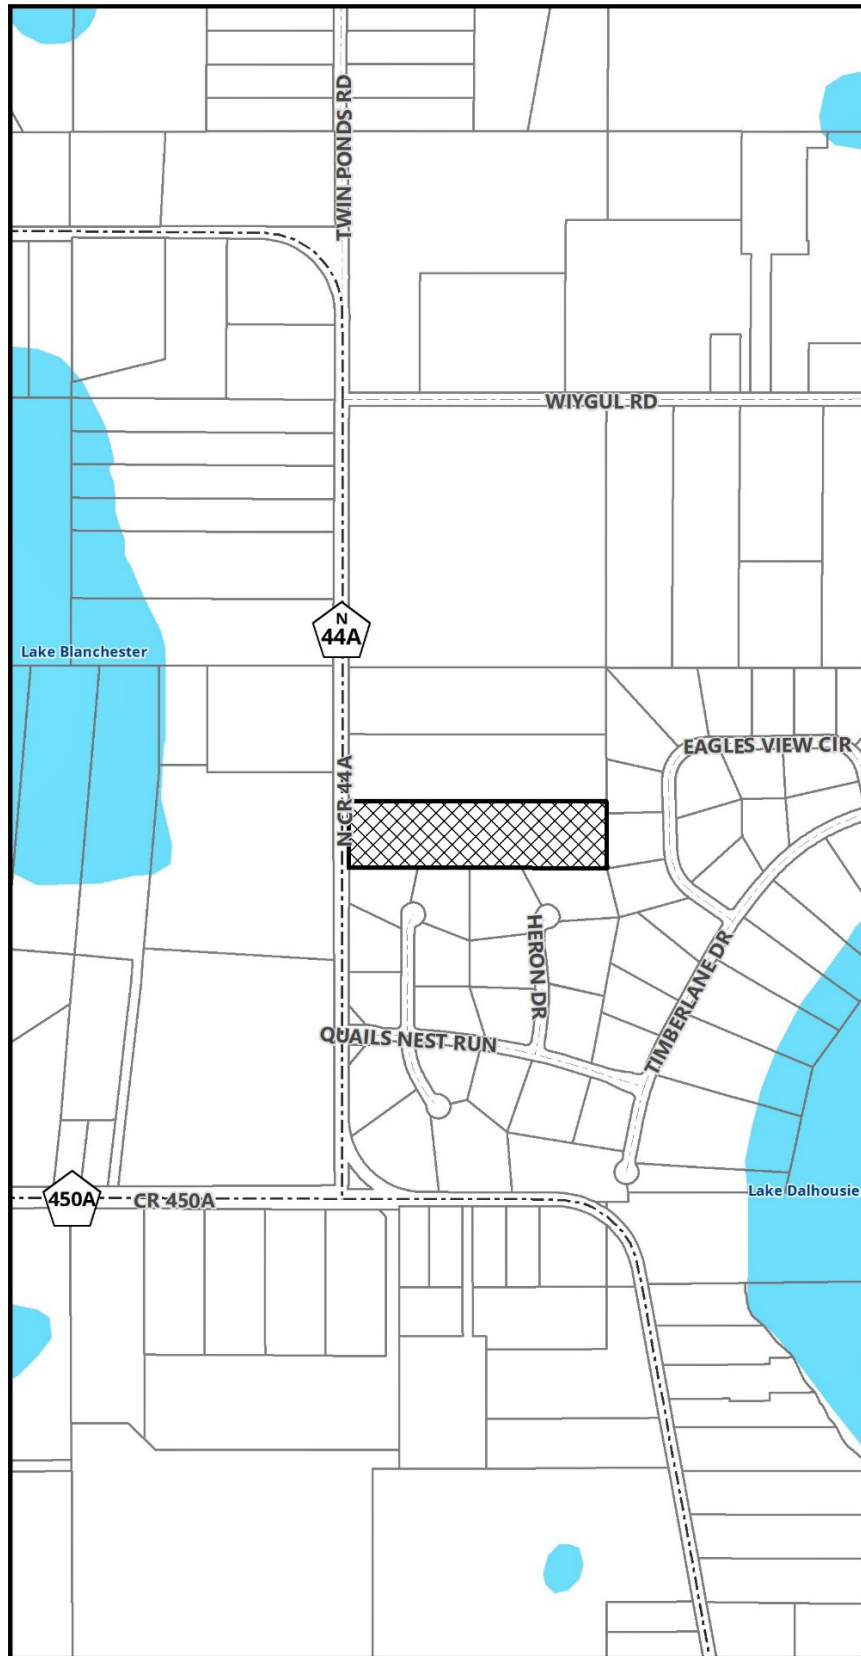 TWIN PONDS RD
WIYGUL RD
N
44A
Lake Blanchester
EAGLES VIEW CIR
N CR 44A
HERON DR
TIMBERLANE DR
QUAILS NEST RUN
450A
CR 450A
Lake Dalhousie